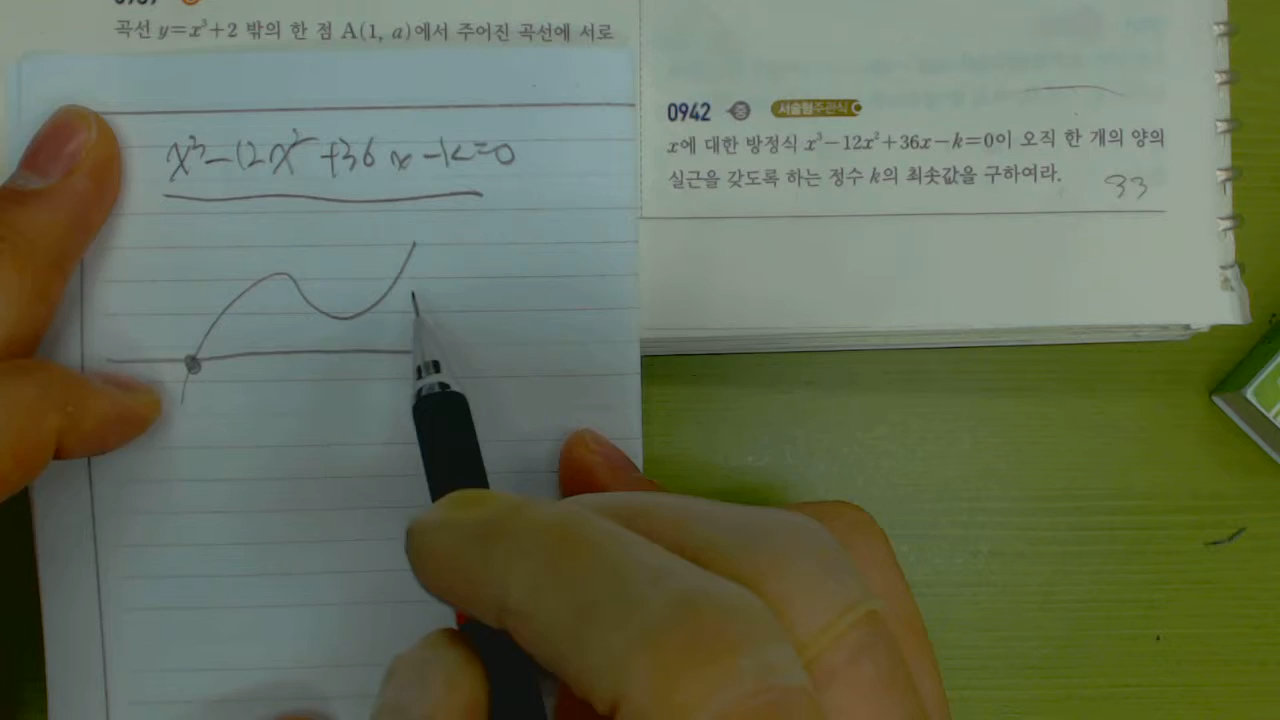 곡선 y=x³+2 밖의 한 점 A(1, a)에서 주어진 곡선에 서로
x³-12x²+36x-k=0
0942 중 서술형주관식
x에 대한 방정식 x³-12x²+36x-k=0이 오직 한 개의 양의
실근을 갖도록 하는 정수 k의 최솟값을 구하여라.
33